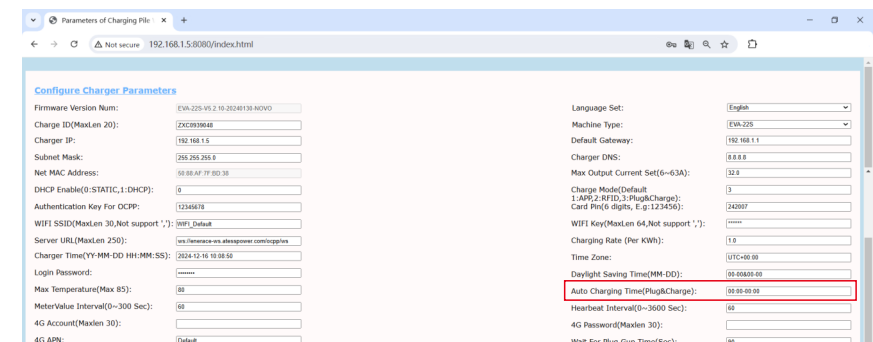 Parameters of Charging Pile
Not secure 192.168.1.5:8080/index.html
Configure Charger Parameters
Firmware Version Num: EVA-22S-V5.2.10-20240130-NOVO Language Set: English
Charge ID(MaxLen 20): ZXC0939048 Machine Type: EVA-22S
Charger IP: 192.168.1.5 Default Gateway: 192.168.1.1
Subnet Mask: 255.255.255.0 Charger DNS: 8.8.8.8
Net MAC Address: Max Output Current Set(6~63A): 32.0
DHCP Enable(0:STATIC,1:DHCP): 0 Charge Mode(Default
1:APP,2:RFID,3:Plug&Charge): 3
Authentication Key For OCPP: 12345678 Card Pin(6 digits, E.g:123456): 242007
WIFI SSID(MaxLen 30,Not support ','): WIFI_Default WIFI Key(MaxLen 64,Not support ','): ******
Server URL(MaxLen 250): Charging Rate (Per KWh): 1.0
Charger Time(YY-MM-DD HH:MM:SS): 2024-12-16 10:08:50 Time Zone: UTC+00:00
Login Password: ******** Daylight Saving Time(MM-DD): 00-00&00-00
Max Temperature(Max 85): 80 Auto Charging Time(Plug&Charge): 00:00-00:00
MeterValue Interval(0~300 Sec): 60 Hearbeat Interval(0~3600 Sec): 60
4G Account(Maxlen 30): 4G Password(Maxlen 30):
4G APN: Default Wait For Plug Gun Time(Sec): 90